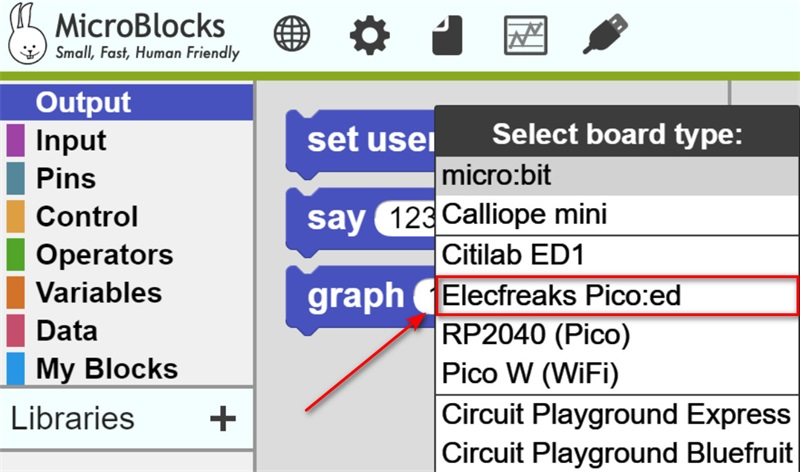 MicroBlocks
Small, Fast, Human Friendly
Output
Input
Pins
Control
Operators
Variables
Data
My Blocks
Libraries +
set user
say 123
graph
Select board type:
micro:bit
Calliope mini
Citilab ED1
Elecfreaks Pico:ed
RP2040 (Pico)
Pico W (WiFi)
Circuit Playground Express
Circuit Playground Bluefruit